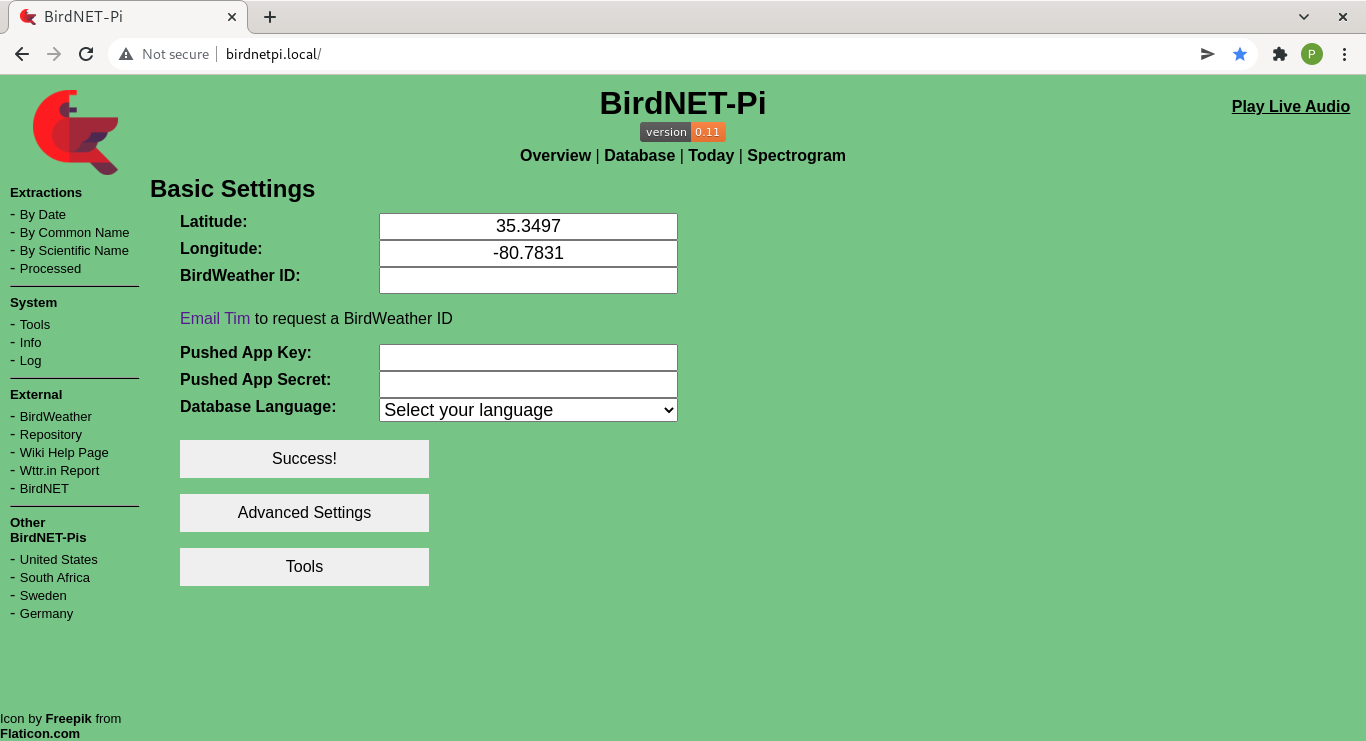 BirdNET-Pi
Not secure
birdnetpi.local/
P
BirdNET-Pi
version 0.11
Overview | Database | Today | Spectrogram
Play Live Audio
Extractions
- By Date
- By Common Name
- By Scientific Name
- Processed
System
- Tools
- Info
- Log
External
- BirdWeather
- Repository
- Wiki Help Page
- Wttr.in Report
- BirdNET
Other
BirdNET-Pis
- United States
- South Africa
- Sweden
- Germany
Icon by Freepik from
Flaticon.com
Basic Settings
Latitude: 35.3497
Longitude: -80.7831
BirdWeather ID:
Email Tim to request a BirdWeather ID
Pushed App Key:
Pushed App Secret:
Database Language: Select your language
Success!
Advanced Settings
Tools